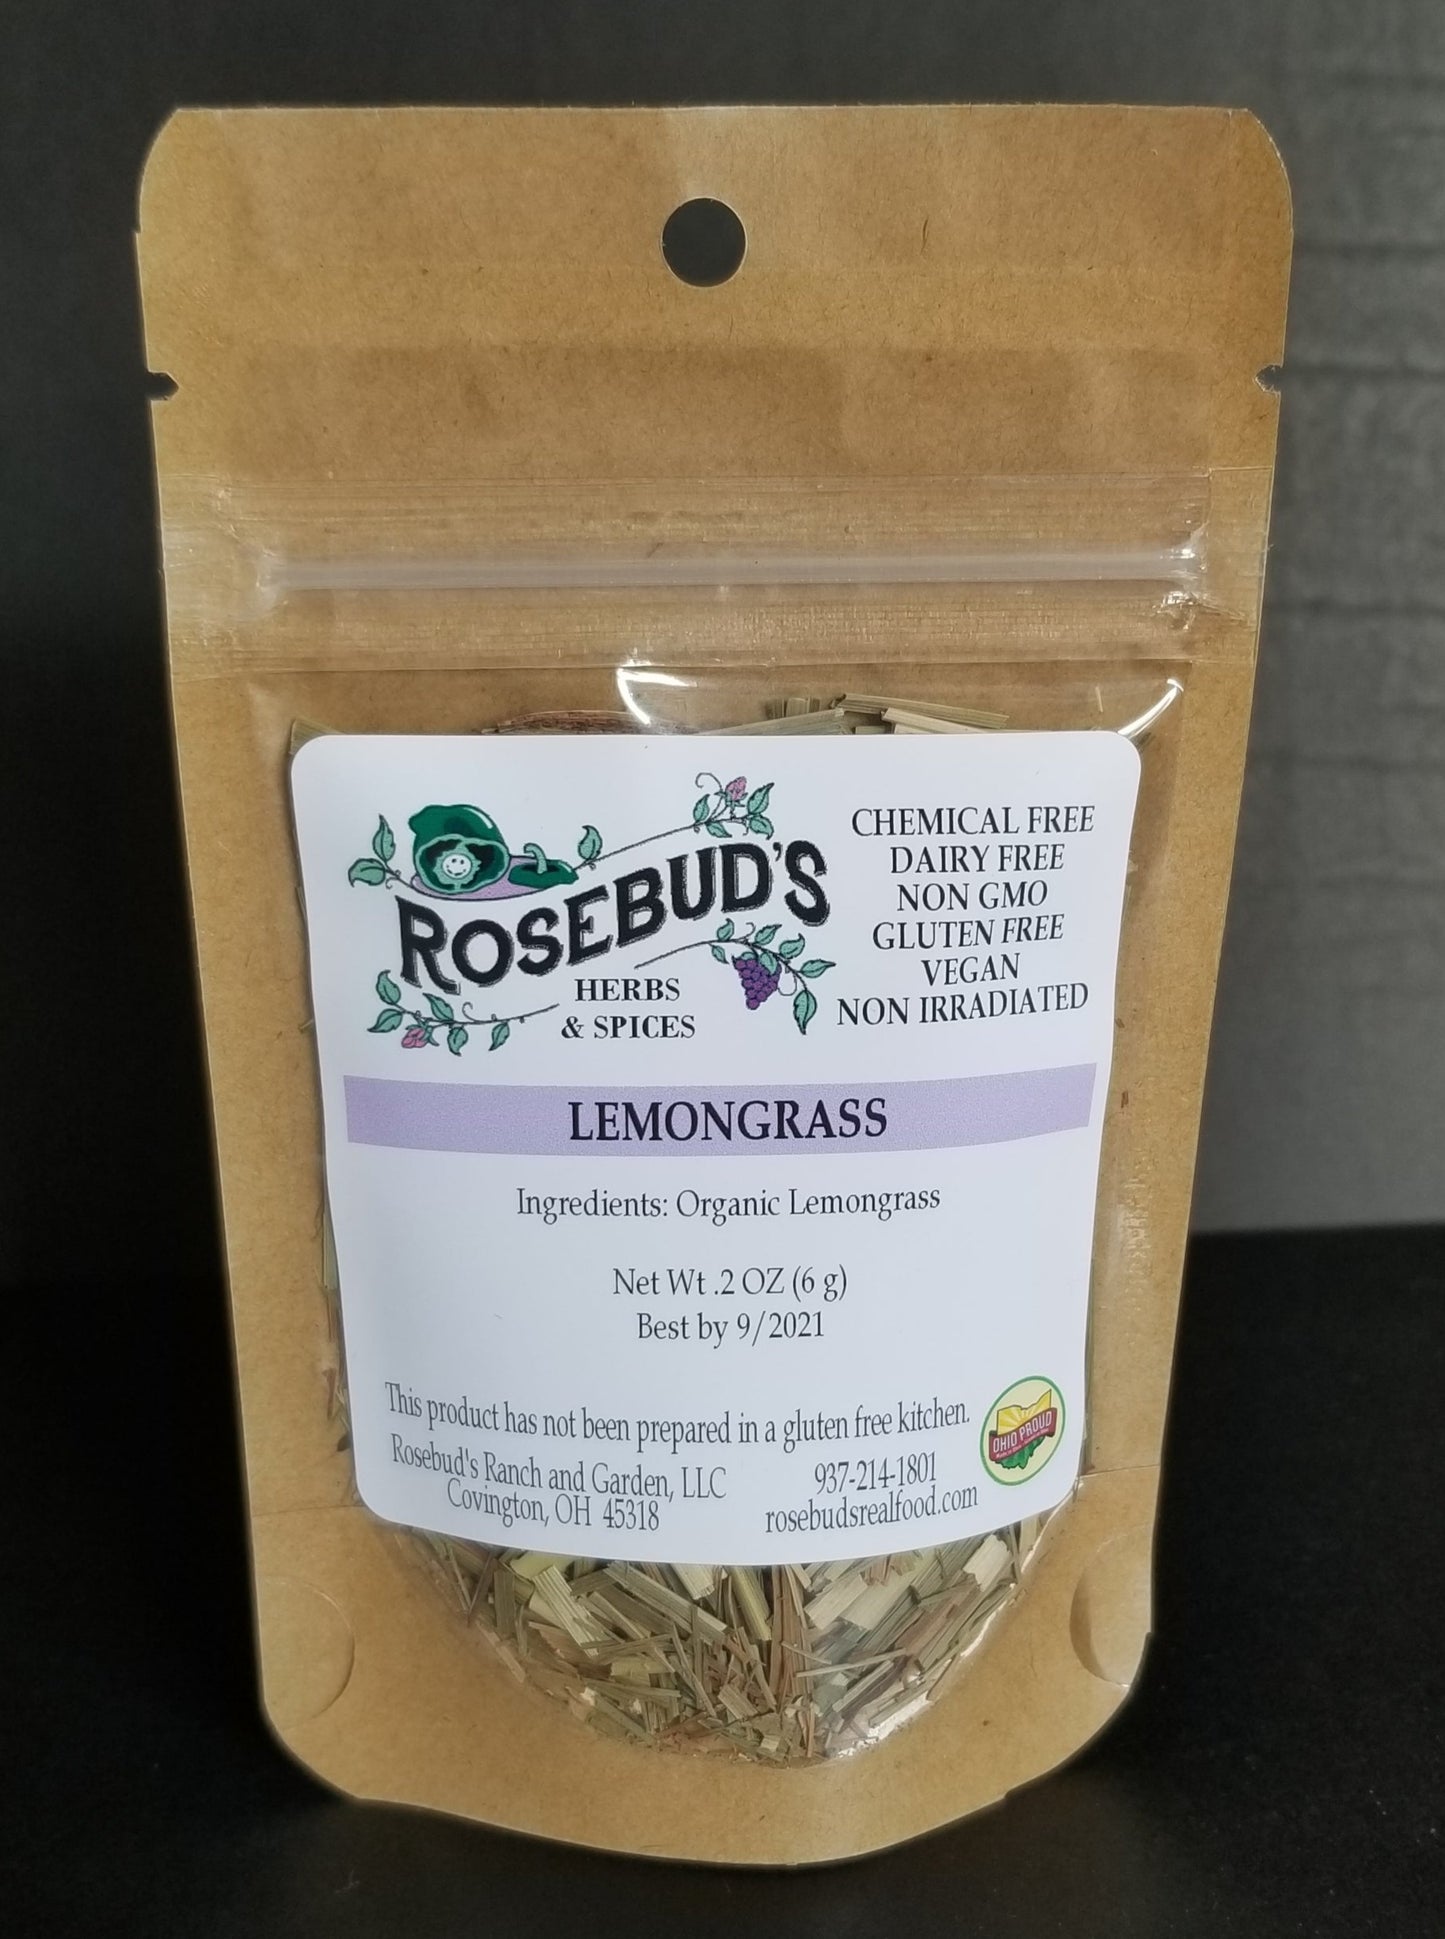 ROSEBUD'S
HERBS
& SPICES
CHEMICAL FREE
DAIRY FREE
NON GMO
GLUTEN FREE
VEGAN
NON IRRADIATED
LEMONGRASS
Ingredients: Organic Lemongrass
Net Wt .2 OZ (6 g)
Best by 9/2021
This product has not been prepared in a gluten free kitchen.
Rosebud's Ranch and Garden, LLC
Covington, OH 45318
937-214-1801
rosebudsrealfood.com
OHIO PROUD